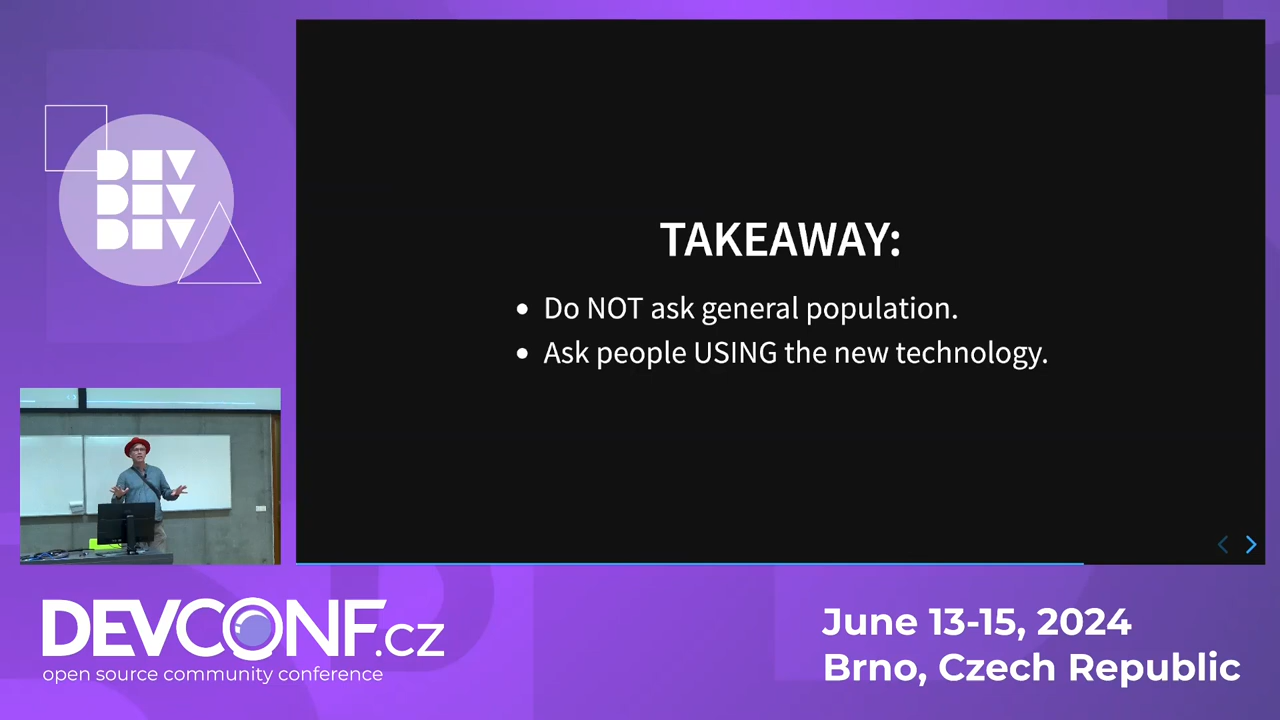 DEV
DEV
DEV
TAKEAWAY:
Do NOT ask general population.
Ask people USING the new technology.
DEVCONF.cz
open source community conference
June 13-15, 2024
Brno, Czech Republic